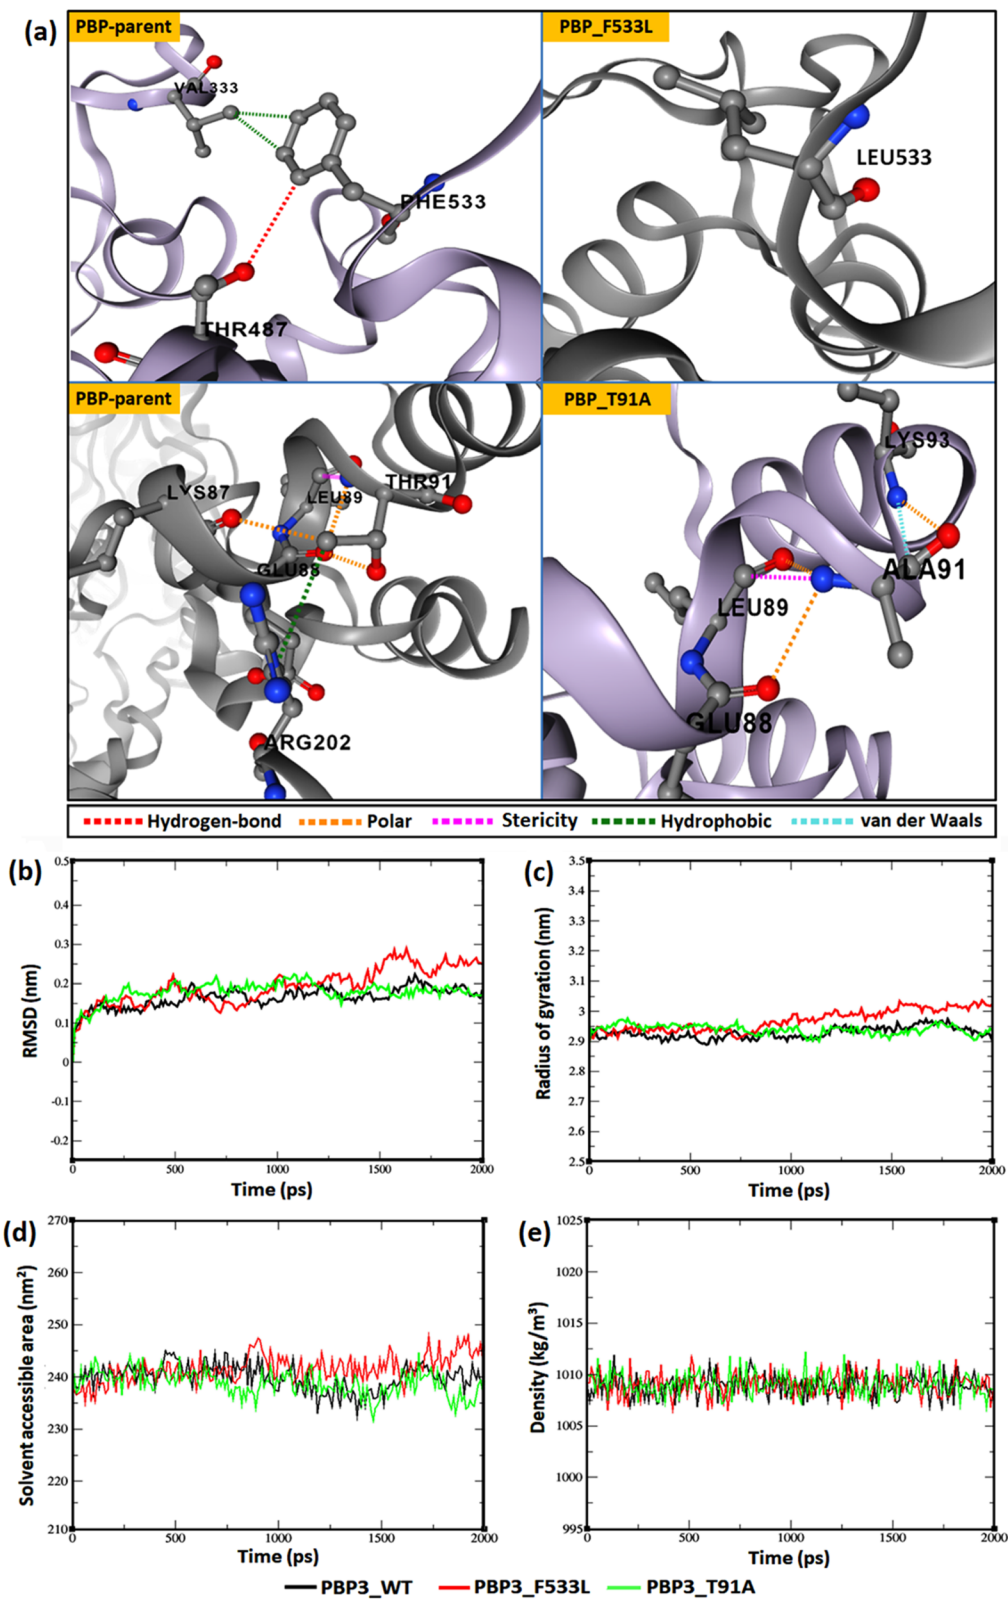 (a)
PBP-parent
PBP_F533L
VAL333
PHE533
LEU533
THR487
PBP-parent
PBP_T91A
LYS87
LEU89
THR91
GLU88
ARG202
LYS93
ALA91
LEU89
GLU88
Hydrogen-bond Polar Stericity Hydrophobic van der Waals
(b)
RMSD (nm)
0.5
0.4
0.3
0.2
0.1
0
-0.1
-0.2
0 500 1000 1500 2000
Time (ps)
(c)
Radius of gyration (nm)
3.5
3.4
3.3
3.2
3.1
3
2.9
2.8
2.7
2.6
2.5
0 500 1000 1500 2000
Time (ps)
(d)
Solvent accessible area (nm²)
270
260
250
240
230
220
210
0 500 1000 1500 2000
Time (ps)
(e)
Density (kg/m³)
1025
1020
1015
1010
1005
1000
995
0 500 1000 1500 2000
Time (ps)
PBP3_WT PBP3_F533L PBP3_T91A